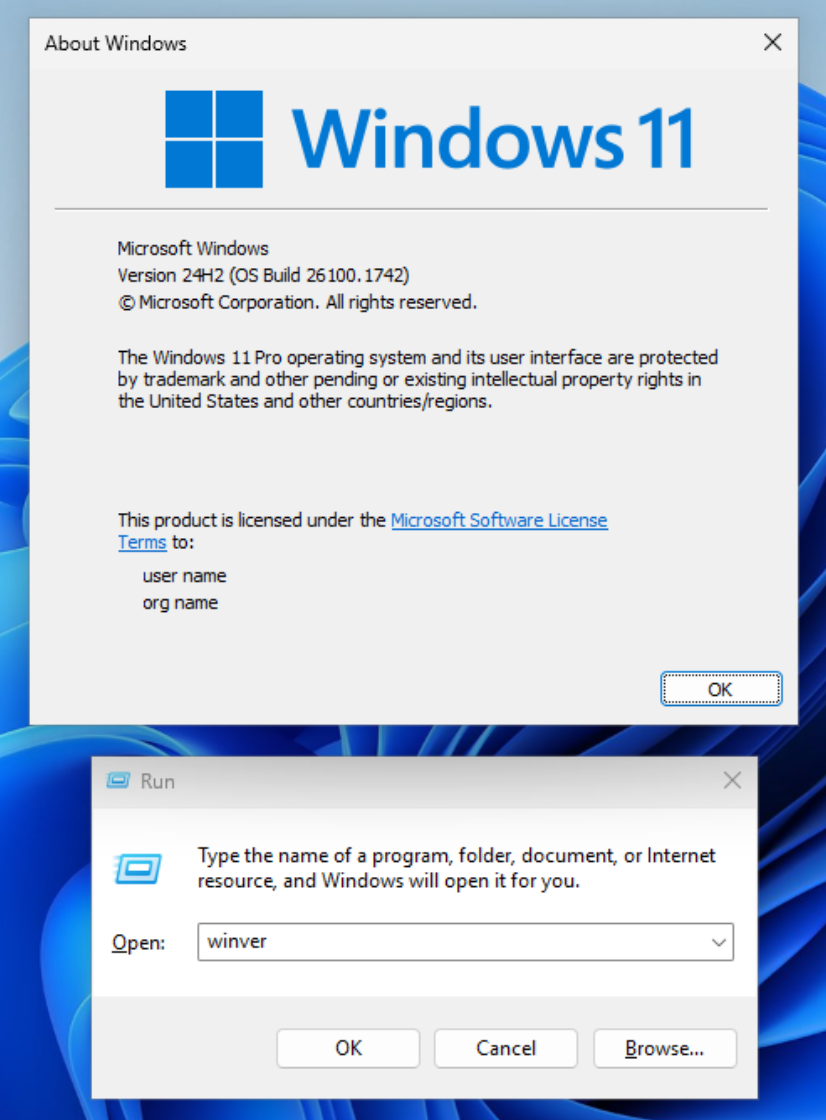 About Windows
Windows 11
Microsoft Windows
Version 24H2 (OS Build 26100.1742)
© Microsoft Corporation. All rights reserved.
The Windows 11 Pro operating system and its user interface are protected
by trademark and other pending or existing intellectual property rights in
the United States and other countries/regions.
This product is licensed under the Microsoft Software License
Terms to:
user name
org name
OK
Run
Type the name of a program, folder, document, or Internet
resource, and Windows will open it for you.
Open: winver
OK Cancel Browse...